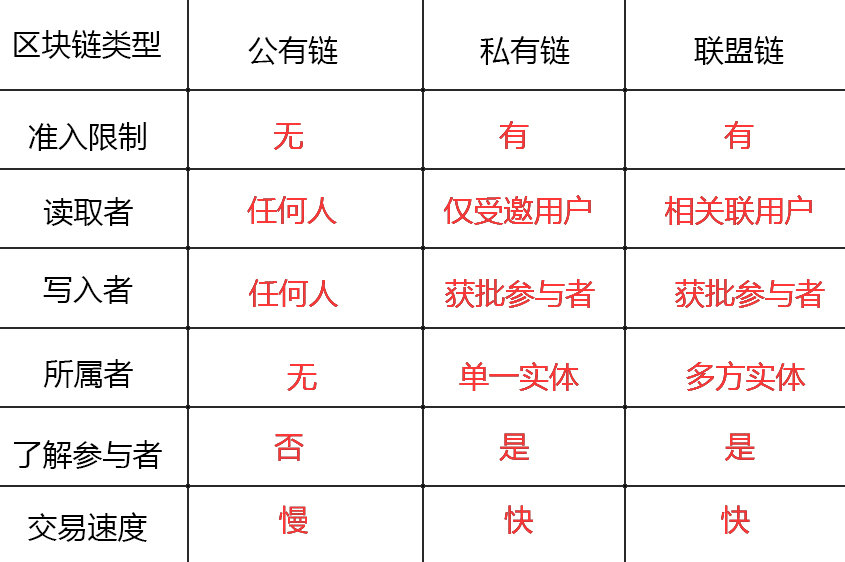 区块链类型 公有链 私有链 联盟链
准入限制 无 有 有
读取者 任何人 仅受邀用户 相关联用户
写入者 任何人 获批参与者 获批参与者
所属者 无 单一实体 多方实体
了解参与者 否 是 是
交易速度 慢 快 快